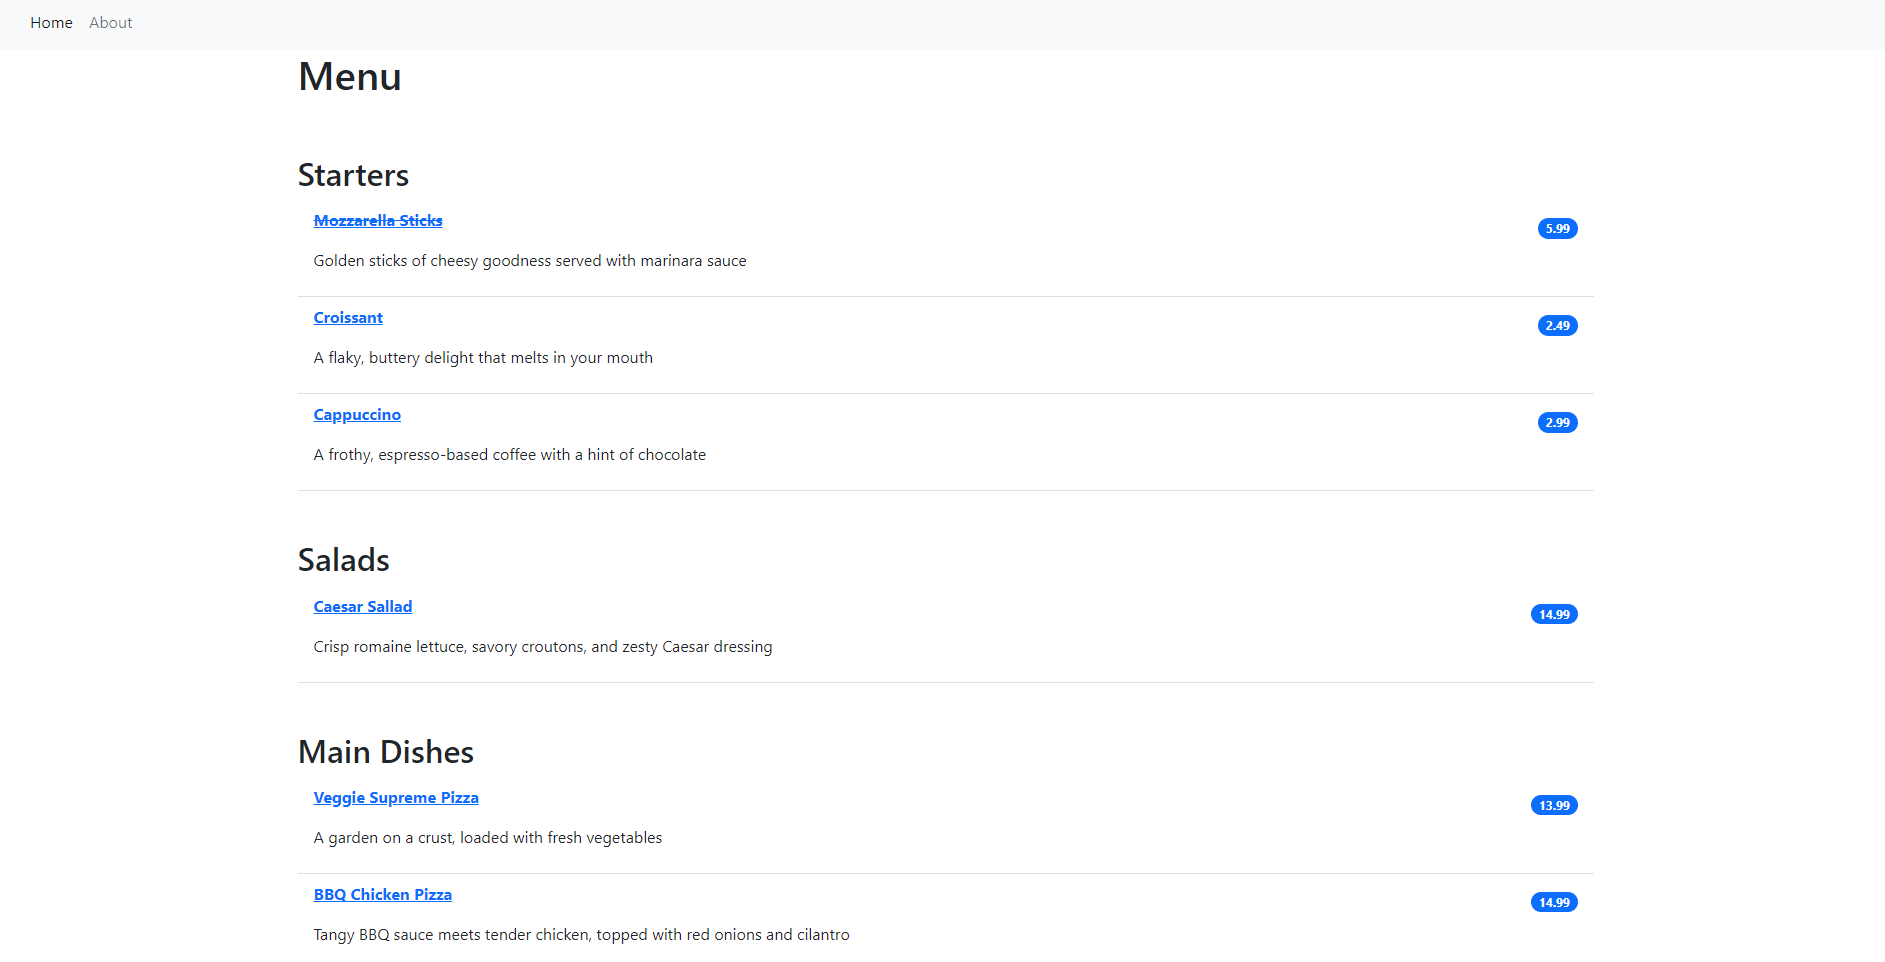 Home About
Menu
Starters
Mozzarella Sticks 5.99
Golden sticks of cheesy goodness served with marinara sauce
Croissant 2.49
A flaky, buttery delight that melts in your mouth
Cappuccino 2.99
A frothy, espresso-based coffee with a hint of chocolate
Salads
Caesar Sallad 14.99
Crisp romaine lettuce, savory croutons, and zesty Caesar dressing
Main Dishes
Veggie Supreme Pizza 13.99
A garden on a crust, loaded with fresh vegetables
BBQ Chicken Pizza 14.99
Tangy BBQ sauce meets tender chicken, topped with red onions and cilantro